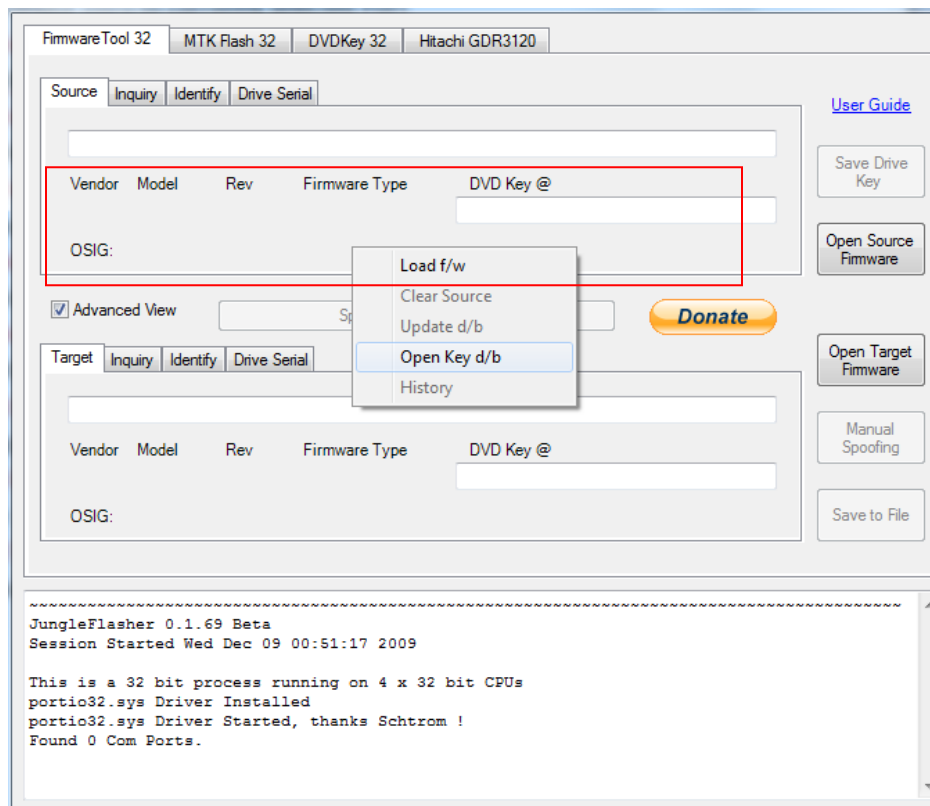 FirmwareTool 32 MTK Flash 32 DVDKey 32 Hitachi GDR3120
Source Inquiry Identify Drive Serial
User Guide
Save Drive
Key
Vendor Model Rev Firmware Type DVD Key @
OSIG:
Open Source
Firmware
Load f/w
Clear Source
Update d/b
Open Key d/b
History
Advanced View
Donate
Target Inquiry Identify Drive Serial
Open Target
Firmware
Vendor Model Rev Firmware Type DVD Key @
Manual
Spoofing
OSIG:
Save to File
~~~~~~~~~~~~~~~~~~~~~~~~~~~~~~~~~~~~~~~~~~~~~~~~~~~~~~~~~~~~~~~~~~~~~~~~~~~~~~~~~~~~~~~~~~
JungleFlasher 0.1.69 Beta
Session Started Wed Dec 09 00:51:17 2009
This is a 32 bit process running on 4 x 32 bit CPUs
portio32.sys Driver Installed
portio32.sys Driver Started, thanks Schtrom !
Found 0 Com Ports.